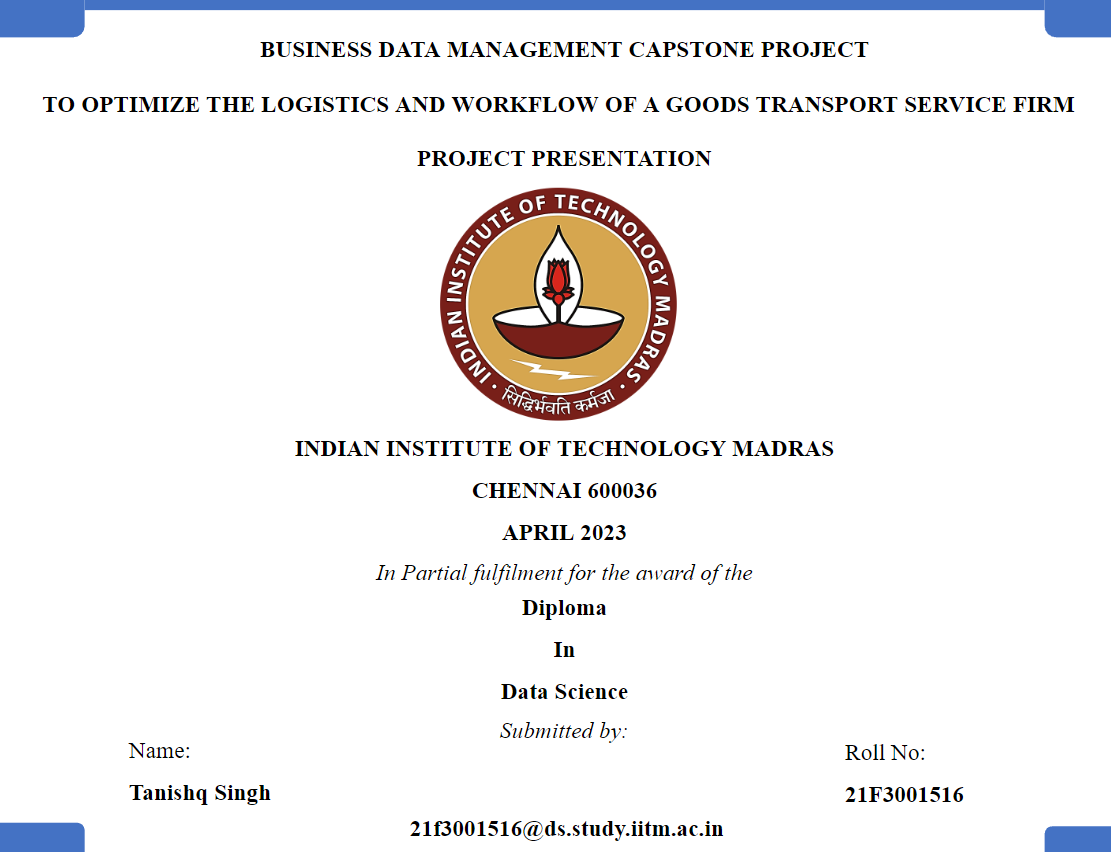 BUSINESS DATA MANAGEMENT CAPSTONE PROJECT
TO OPTIMIZE THE LOGISTICS AND WORKFLOW OF A GOODS TRANSPORT SERVICE FIRM
PROJECT PRESENTATION
INDIAN INSTITUTE OF TECHNOLOGY MADRAS
सिद्धिर्भवति कर्मजा
INDIAN INSTITUTE OF TECHNOLOGY MADRAS
CHENNAI 600036
APRIL 2023
In Partial fulfilment for the award of the
Diploma
In
Data Science
Submitted by:
Name:
Roll No:
Tanishq Singh
21F3001516
21f3001516@ds.study.iitm.ac.in